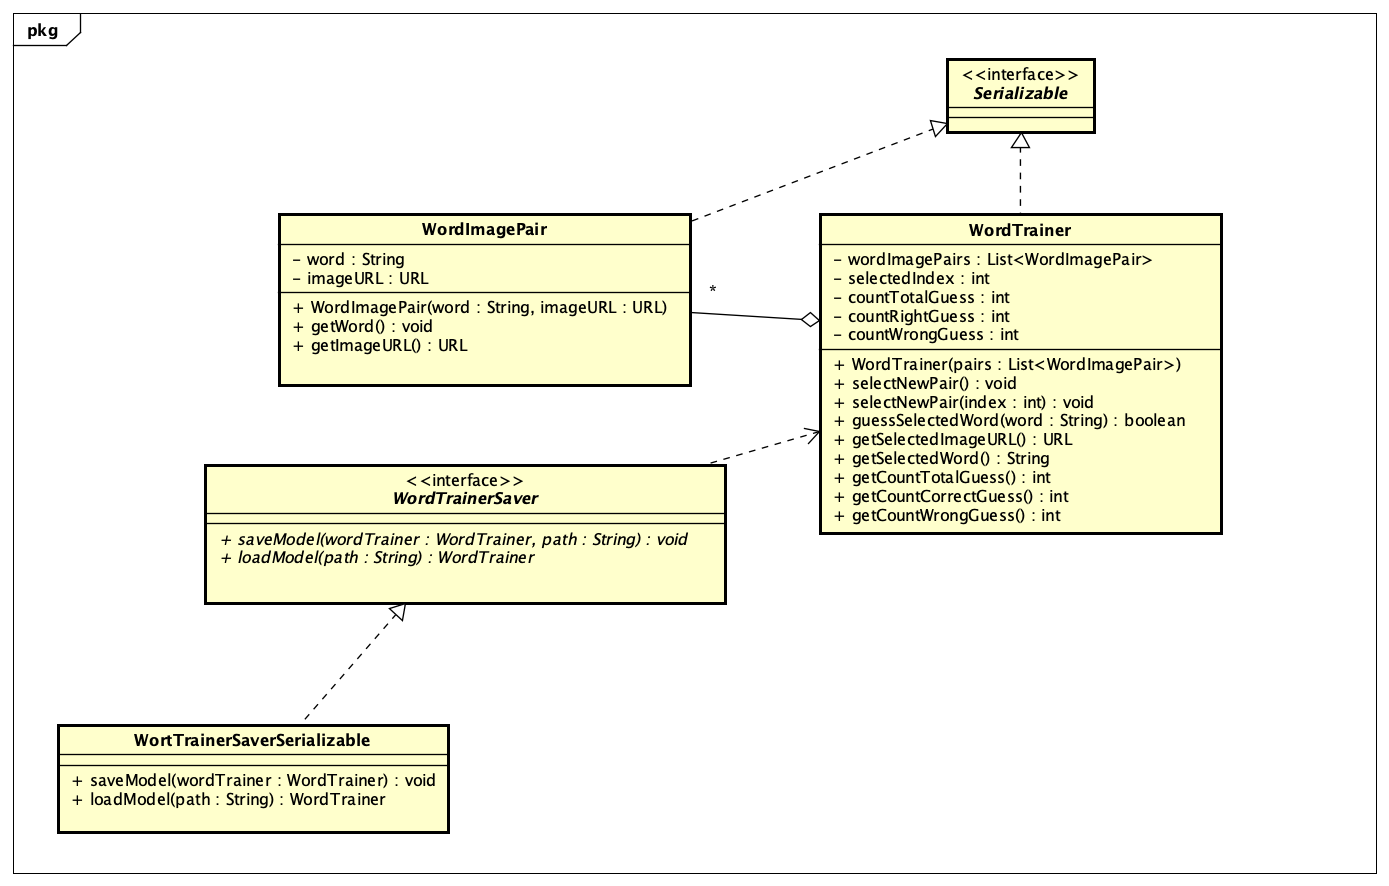 pkg
<<interface>>
Serializable
WordImagePair
- word : String
- imageURL : URL
+ WordImagePair(word : String, imageURL : URL)
+ getWord() : void
+ getImageURL() : URL
*
WordTrainer
- wordImagePairs : List<WordImagePair>
- selectedIndex : int
- countTotalGuess : int
- countRightGuess : int
- countWrongGuess : int
+ WordTrainer(pairs : List<WordImagePair>)
+ selectNewPair() : void
+ selectNewPair(index : int) : void
+ guessSelectedWord(word : String) : boolean
+ getSelectedImageURL() : URL
+ getSelectedWord() : String
+ getCountTotalGuess() : int
+ getCountCorrectGuess() : int
+ getCountWrongGuess() : int
<<interface>>
WordTrainerSaver
+ saveModel(wordTrainer : WordTrainer, path : String) : void
+ loadModel(path : String) : WordTrainer
WortTrainerSaverSerializable
+ saveModel(wordTrainer : WordTrainer) : void
+ loadModel(path : String) : WordTrainer